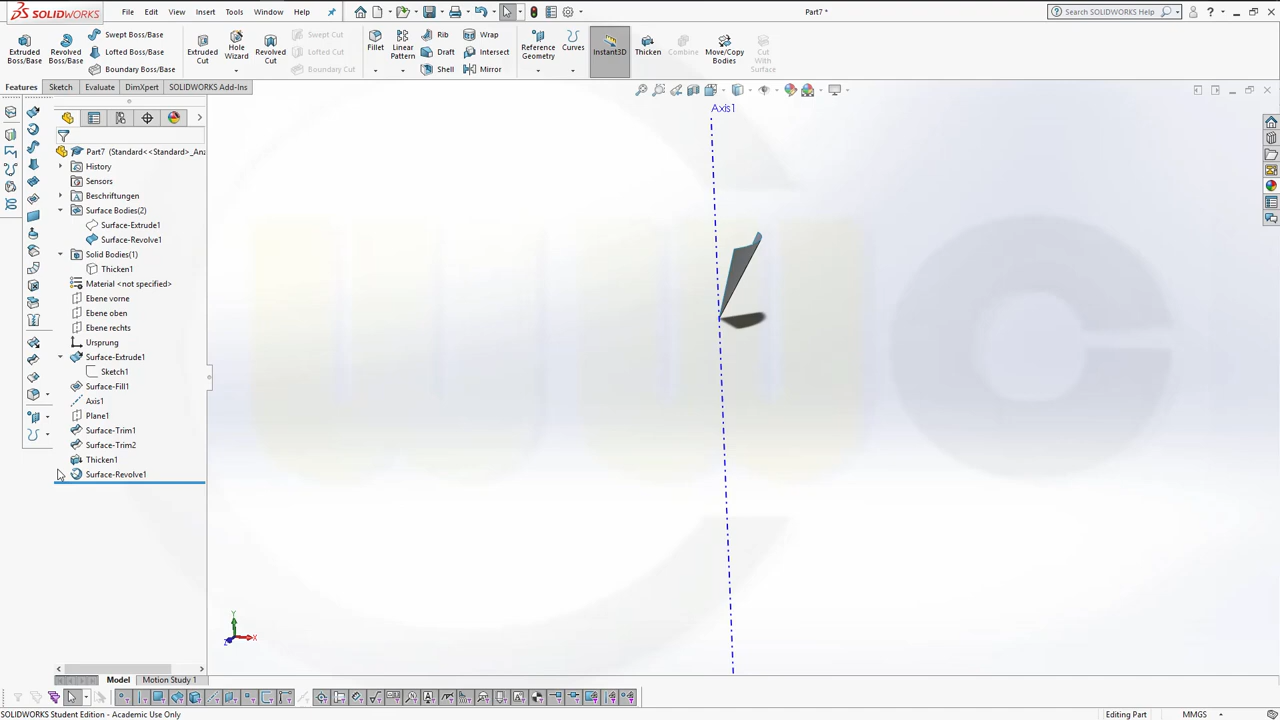 SOLIDWORKS File Edit View Insert Tools Window Help Part7 * Search SOLIDWORKS Help
Extruded Boss/Base Revolved Boss/Base Swept Boss/Base Lofted Boss/Base Boundary Boss/Base Extruded Cut Hole Wizard Revolved Cut Swept Cut Lofted Cut Boundary Cut Fillet Linear Pattern Rib Draft Shell Wrap Intersect Mirror Reference Geometry Curves Instant3D Thicken Combine Move/Copy Bodies Cut With Surface
Features Sketch Evaluate DimXpert SOLIDWORKS Add-Ins
Axis1
Part7 (Standard<<Standard>_An
History
Sensors
Beschriftungen
Surface Bodies(2)
Surface-Extrude1
Surface-Revolve1
Solid Bodies(1)
Thicken1
Material <not specified>
Ebene vorne
Ebene oben
Ebene rechts
Ursprung
Surface-Extrude1
Sketch1
Surface-Fill1
Axis1
Plane1
Surface-Trim1
Surface-Trim2
Thicken1
Surface-Revolve1
Y
X
Z
Model Motion Study 1
SOLIDWORKS Student Edition - Academic Use Only Editing Part MMGS